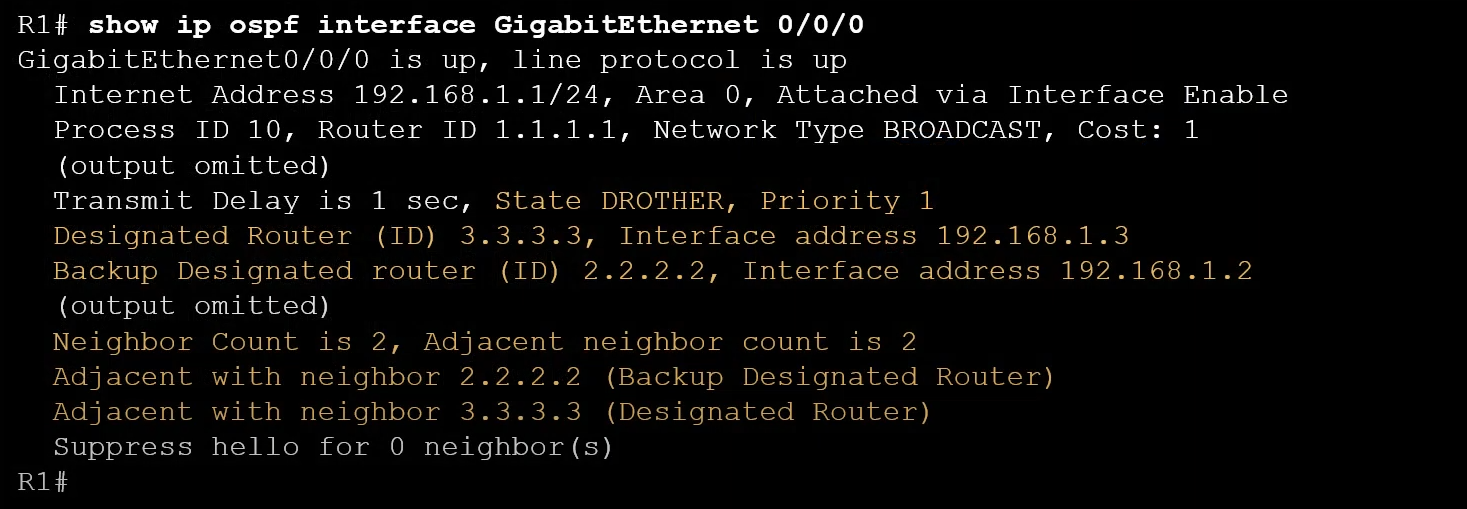 R1# show ip ospf interface GigabitEthernet 0/0/0
GigabitEthernet0/0/0 is up, line protocol is up
Internet Address 192.168.1.1/24, Area 0, Attached via Interface Enable
Process ID 10, Router ID 1.1.1.1, Network Type BROADCAST, Cost: 1
(output omitted)
Transmit Delay is 1 sec, State DROTHER, Priority 1
Designated Router (ID) 3.3.3.3, Interface address 192.168.1.3
Backup Designated router (ID) 2.2.2.2, Interface address 192.168.1.2
(output omitted)
Neighbor Count is 2, Adjacent neighbor count is 2
Adjacent with neighbor 2.2.2.2 (Backup Designated Router)
Adjacent with neighbor 3.3.3.3 (Designated Router)
Suppress hello for 0 neighbor(s)
R1#